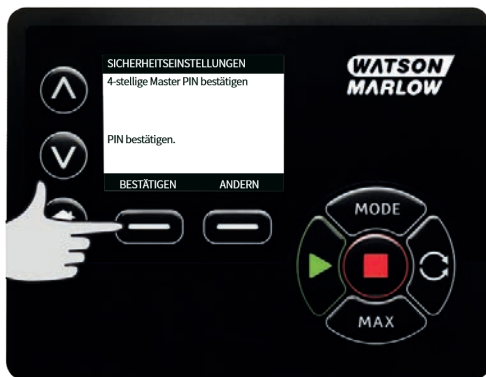 SICHERHEITSEINSTELLUNGEN
4-stellige Master PIN bestätigen
PIN bestätigen.
BESTÄTIGEN ANDERN
WATSON
MARLOW
MODE
MAX